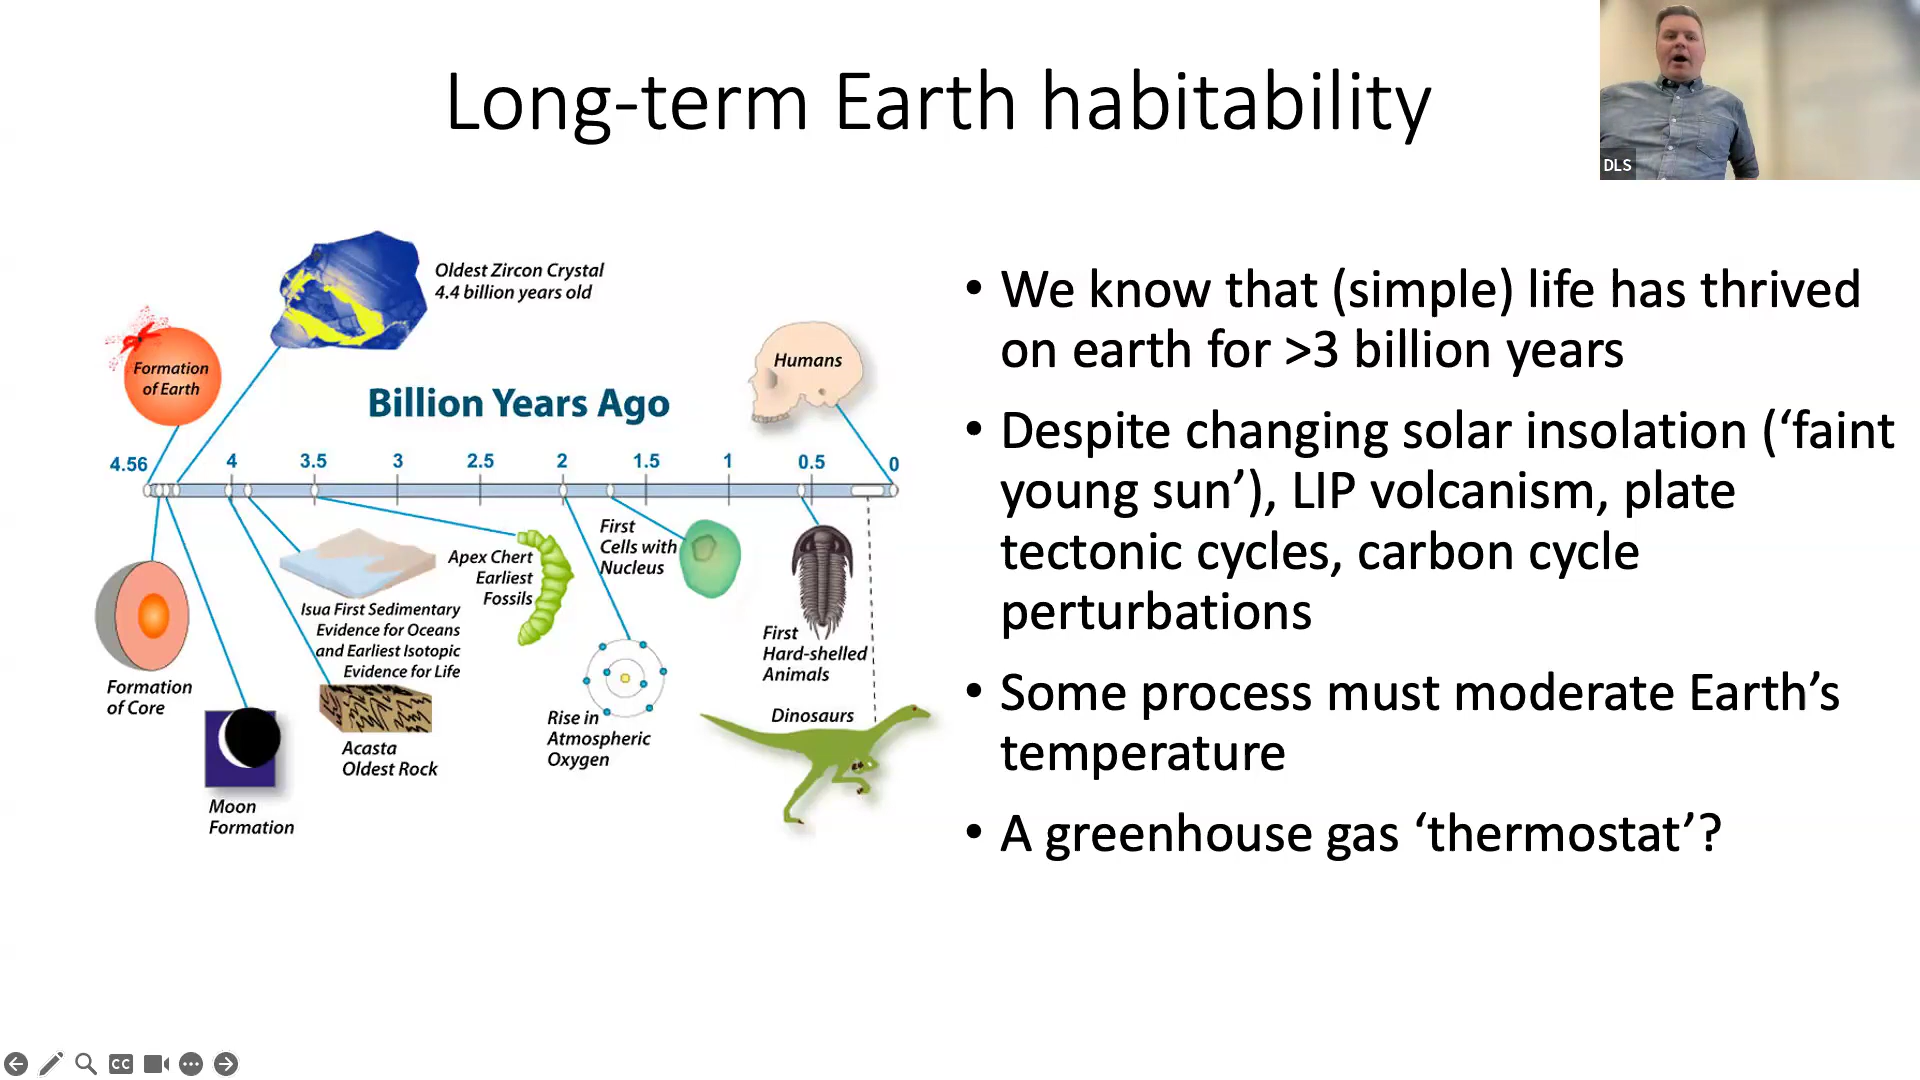 Long-term Earth habitability
DLS
Oldest Zircon Crystal
4.4 billion years old
Formation
of Earth
Humans
Billion Years Ago
4.56
4
3.5
3
2.5
2
1.5
1
0.5
0
First
Cells with
Nucleus
Apex Chert
Earliest
Fossils
Isua First Sedimentary
Evidence for Oceans
and Earliest Isotopic
Evidence for Life
First
Hard-shelled
Animals
Formation
of Core
Rise in
Atmospheric
Oxygen
Dinosaurs
Acasta
Oldest Rock
Moon
Formation
• We know that (simple) life has thrived
on earth for >3 billion years
• Despite changing solar insolation (‘faint
young sun’), LIP volcanism, plate
tectonic cycles, carbon cycle
perturbations
• Some process must moderate Earth’s
temperature
• A greenhouse gas ‘thermostat’?
CC